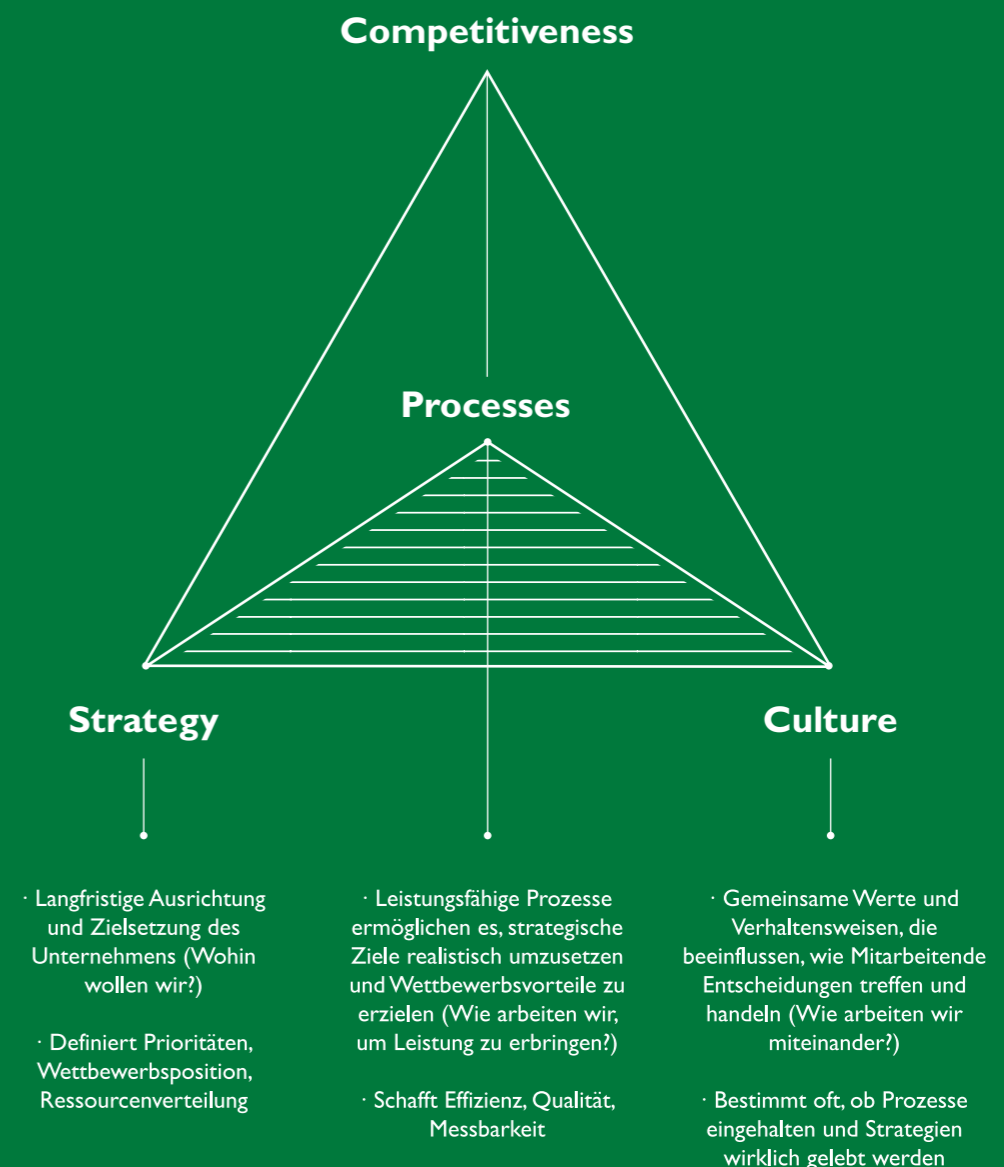 Competitiveness
Processes
Strategy
Culture
· Langfristige Ausrichtung
und Zielsetzung des
Unternehmens (Wohin
wollen wir?)
· Definiert Prioritäten,
Wettbewerbsposition,
Ressourcenverteilung
· Leistungsfähige Prozesse
ermöglichen es, strategische
Ziele realistisch umzusetzen
und Wettbewerbsvorteile zu
erzielen (Wie arbeiten wir,
um Leistung zu erbringen?)
· Schafft Effizienz, Qualität,
Messbarkeit
· Gemeinsame Werte und
Verhaltensweisen, die
beeinflussen, wie Mitarbeitende
Entscheidungen treffen und
handeln (Wie arbeiten wir
miteinander?)
· Bestimmt oft, ob Prozesse
eingehalten und Strategien
wirklich gelebt werden